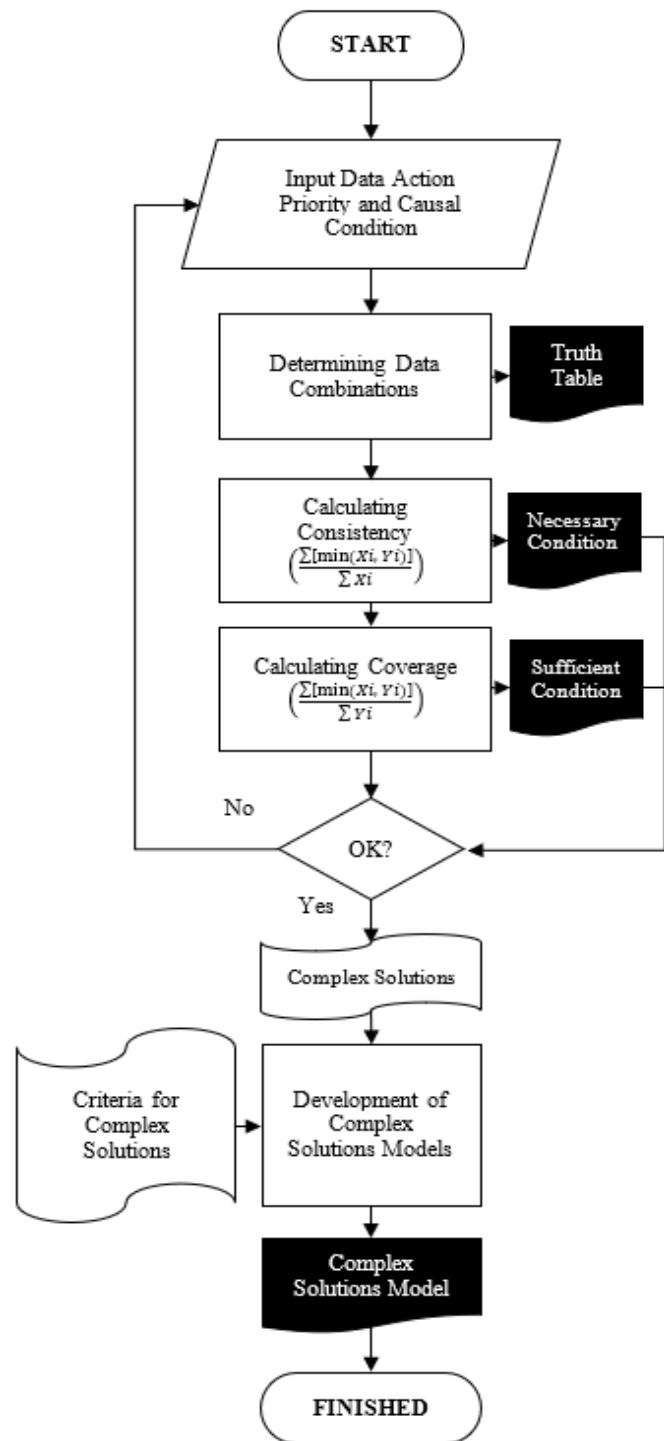 START
Input Data Action
Priority and Causal
Condition
Determining Data
Combinations
Truth
Table
Calculating
Consistency
(∑[min(Xi, Yi)] / ∑ Xi)
Necessary
Condition
Calculating Coverage
(∑[min(Xi, Yi)] / ∑ Yi)
Sufficient
Condition
No
OK?
Yes
Complex Solutions
Criteria for
Complex
Solutions
Development of
Complex
Solutions Models
Complex
Solutions Model
FINISHED